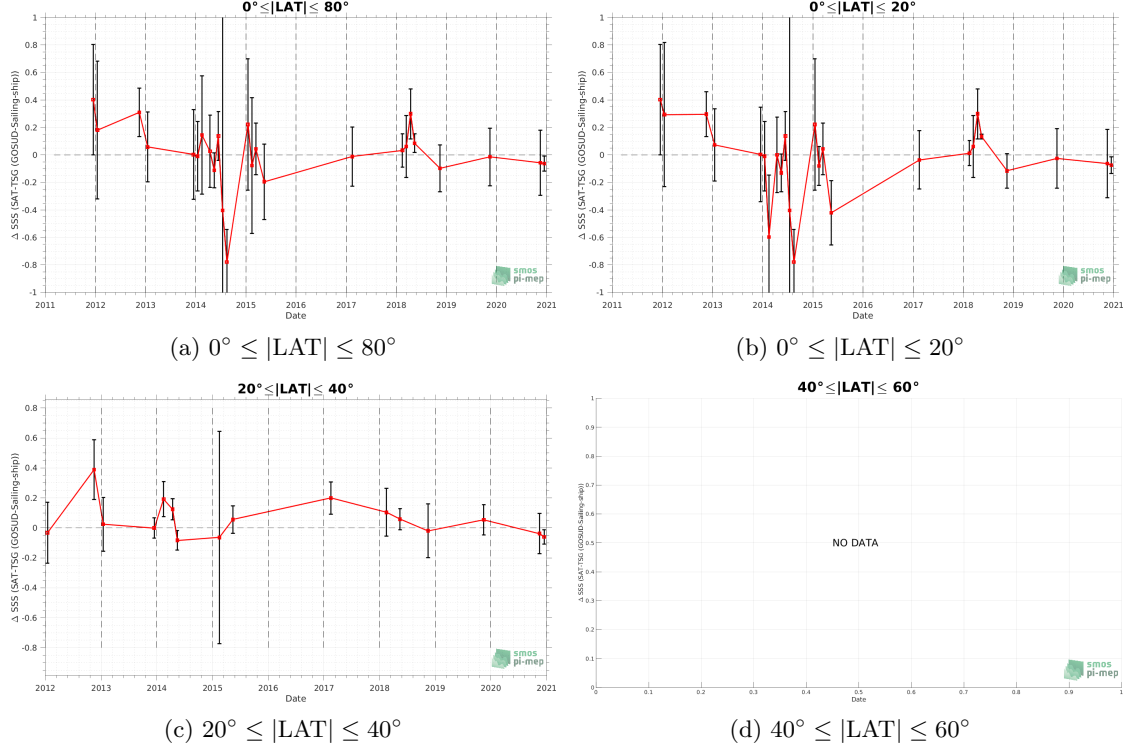 0°≤|LAT|≤ 80°
1
0.8
0.6
0.4
0.2
0
-0.2
-0.4
-0.6
-0.8
-1
Δ SSS (SAT-TSG (GOSUD-Sailing-ship))
2011 2012 2013 2014 2015 2016 2017 2018 2019 2020 2021
Date
smos
pi-mep
(a) 0° ≤ |LAT| ≤ 80°
0°≤|LAT|≤ 20°
1
0.8
0.6
0.4
0.2
0
-0.2
-0.4
-0.6
-0.8
-1
Δ SSS (SAT-TSG (GOSUD-Sailing-ship))
2011 2012 2013 2014 2015 2016 2017 2018 2019 2020 2021
Date
smos
pi-mep
(b) 0° ≤ |LAT| ≤ 20°
20°≤|LAT|≤ 40°
0.8
0.6
0.4
0.2
0
-0.2
-0.4
-0.6
-0.8
Δ SSS (SAT-TSG (GOSUD-Sailing-ship))
2012 2013 2014 2015 2016 2017 2018 2019 2020 2021
Date
smos
pi-mep
(c) 20° ≤ |LAT| ≤ 40°
40°≤|LAT|≤ 60°
1
0.9
0.8
0.7
0.6
0.5
0.4
0.3
0.2
0.1
0
Δ SSS (SAT-TSG (GOSUD-Sailing-ship))
NO DATA
0 0.1 0.2 0.3 0.4 0.5 0.6 0.7 0.8 0.9 1
Date
smos
pi-mep
(d) 40° ≤ |LAT| ≤ 60°